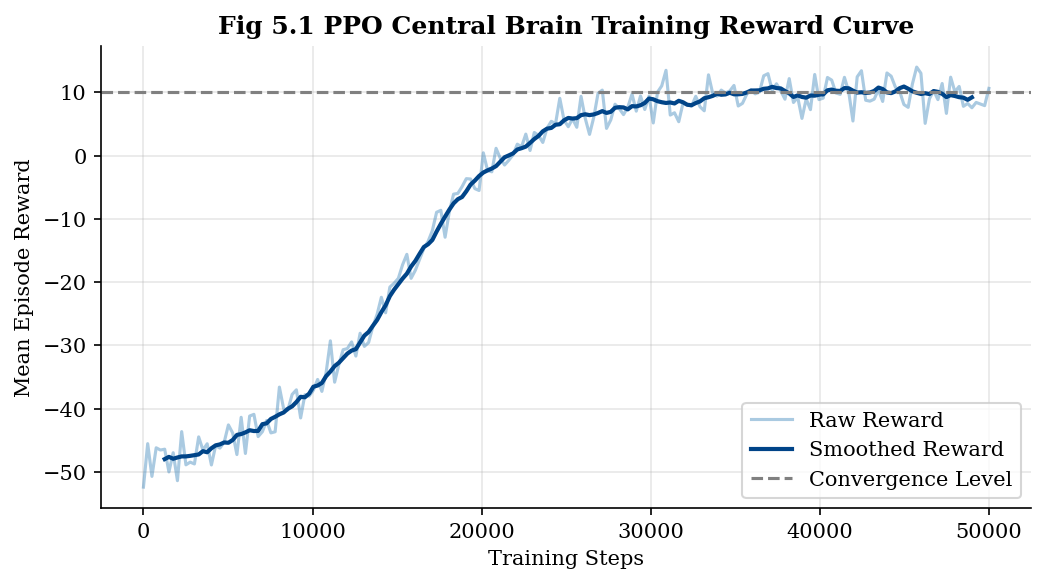 Fig 5.1 PPO Central Brain Training Reward Curve
Mean Episode Reward
10
0
−10
−20
−30
−40
−50
Raw Reward
Smoothed Reward
Convergence Level
0 10000 20000 30000 40000 50000
Training Steps